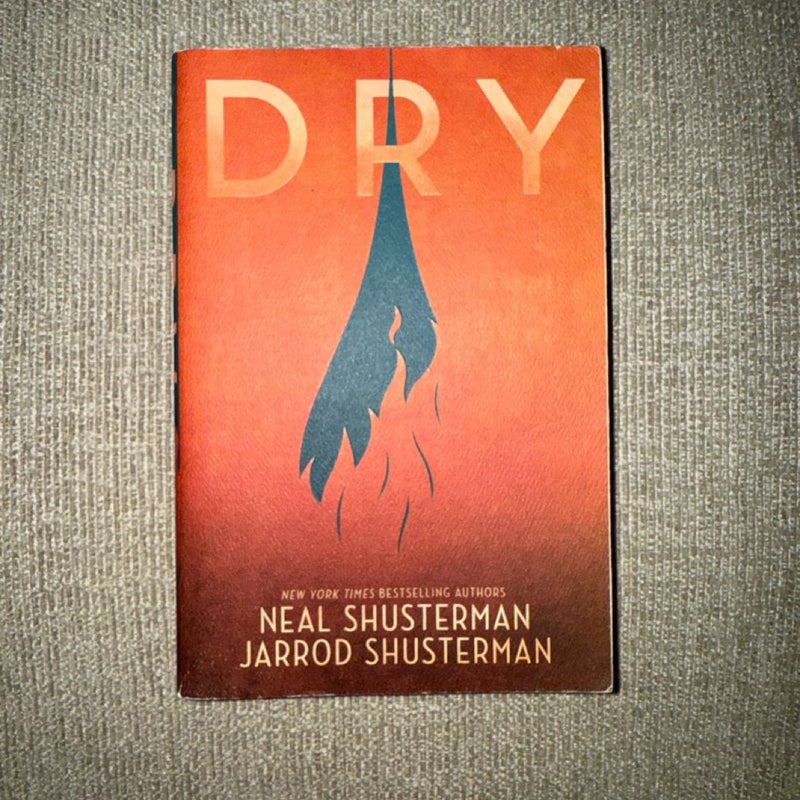 DRY
NEW YORK TIMES BESTSELLING AUTHORS
NEAL SHUSTERMAN
JARROD SHUSTERMAN